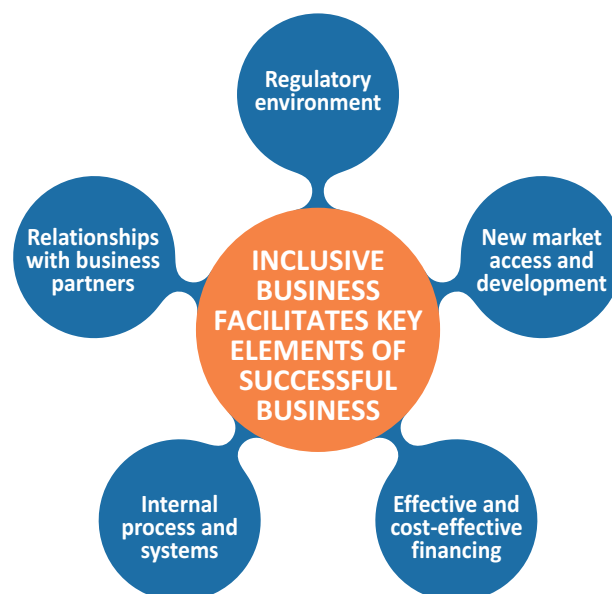 Regulatory
environment
Relationships
with business
partners
INCLUSIVE
BUSINESS
FACILITATES KEY
ELEMENTS OF
SUCCESSFUL
BUSINESS
New market
access and
development
Internal
process and
systems
Effective and
cost-effective
financing